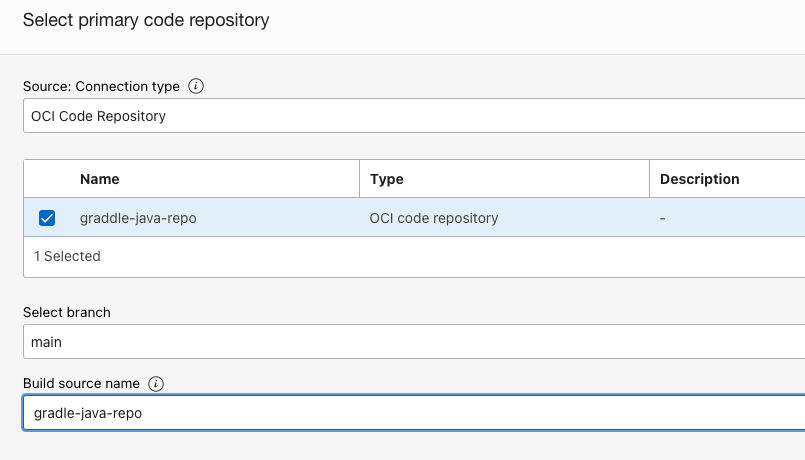 Select primary code repository
Source: Connection type i
OCI Code Repository
Name Type Description
graddle-java-repo OCI code repository -
1 Selected
Select branch
main
Build source name i
gradle-java-repo